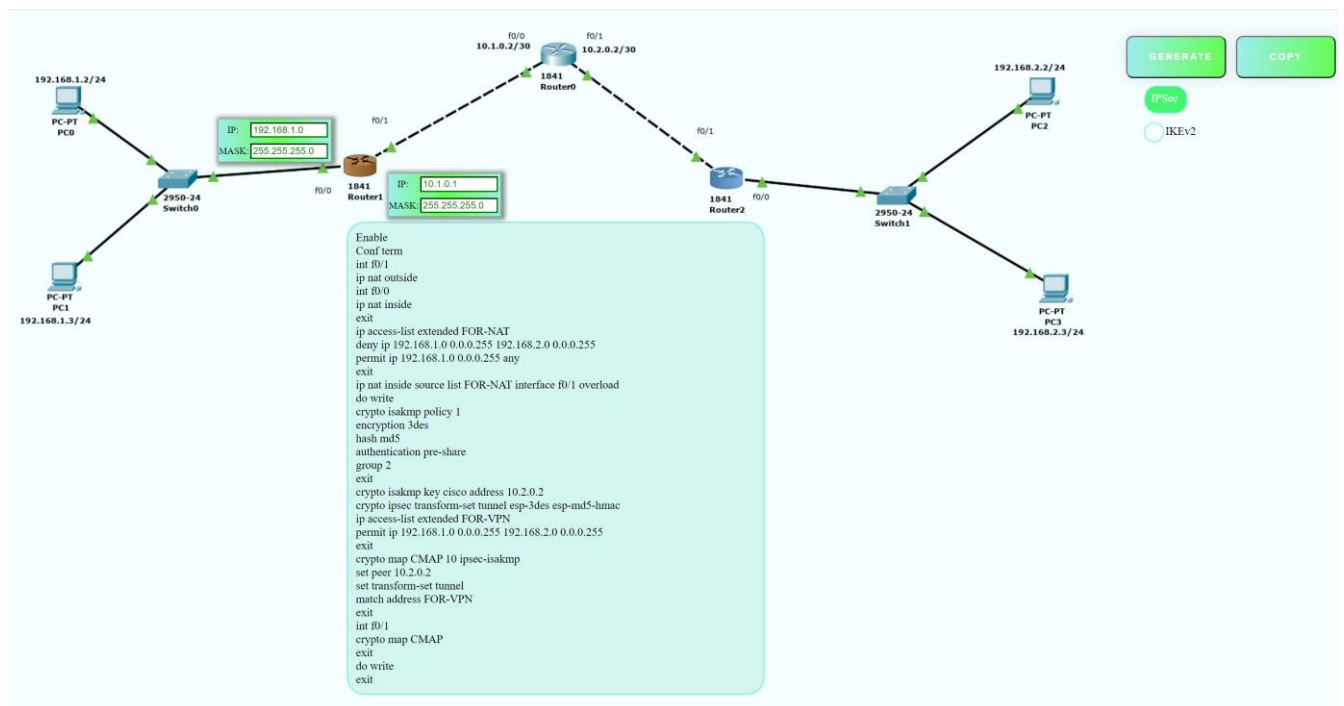 f0/0
f0/1
10.1.0.2/30
10.2.0.2/30
1841
Router0
GENERATE
COPY
IPSec
IKEv2
192.168.1.2/24
PC-PT
PC0
192.168.2.2/24
PC-PT
PC2
f0/1
f0/1
IP: 192.168.1.0
MASK: 255.255.255.0
f0/0
1841
Router1
IP: 10.1.0.1
MASK: 255.255.255.0
1841
Router2
f0/0
2950-24
Switch0
2950-24
Switch1
PC-PT
PC1
192.168.1.3/24
PC-PT
PC3
192.168.2.3/24
Enable
Conf term
int f0/1
ip nat outside
int f0/0
ip nat inside
exit
ip access-list extended FOR-NAT
deny ip 192.168.1.0 0.0.0.255 192.168.2.0 0.0.0.255
permit ip 192.168.1.0 0.0.0.255 any
exit
ip nat inside source list FOR-NAT interface f0/1 overload
do write
crypto isakmp policy 1
encryption 3des
hash md5
authentication pre-share
group 2
exit
crypto isakmp key cisco address 10.2.0.2
crypto ipsec transform-set tunnel esp-3des esp-md5-hmac
ip access-list extended FOR-VPN
permit ip 192.168.1.0 0.0.0.255 192.168.2.0 0.0.0.255
exit
crypto map CMAP 10 ipsec-isakmp
set peer 10.2.0.2
set transform-set tunnel
match address FOR-VPN
exit
int f0/1
crypto map CMAP
exit
do write
exit